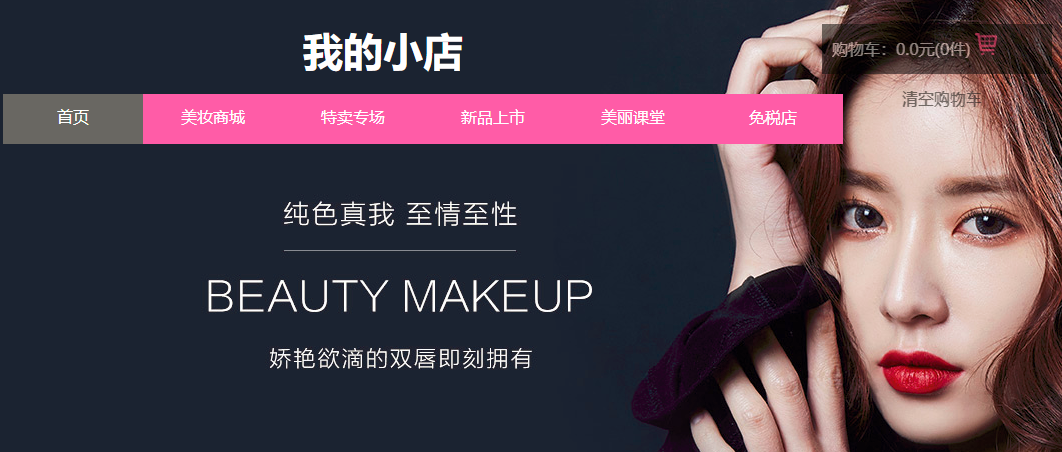 我的小店
购物车：0.0元(0件)
清空购物车
首页 美妆商城 特卖专场 新品上市 美丽课堂 免税店
纯色真我 至情至性
BEAUTY MAKEUP
娇艳欲滴的双唇即刻拥有